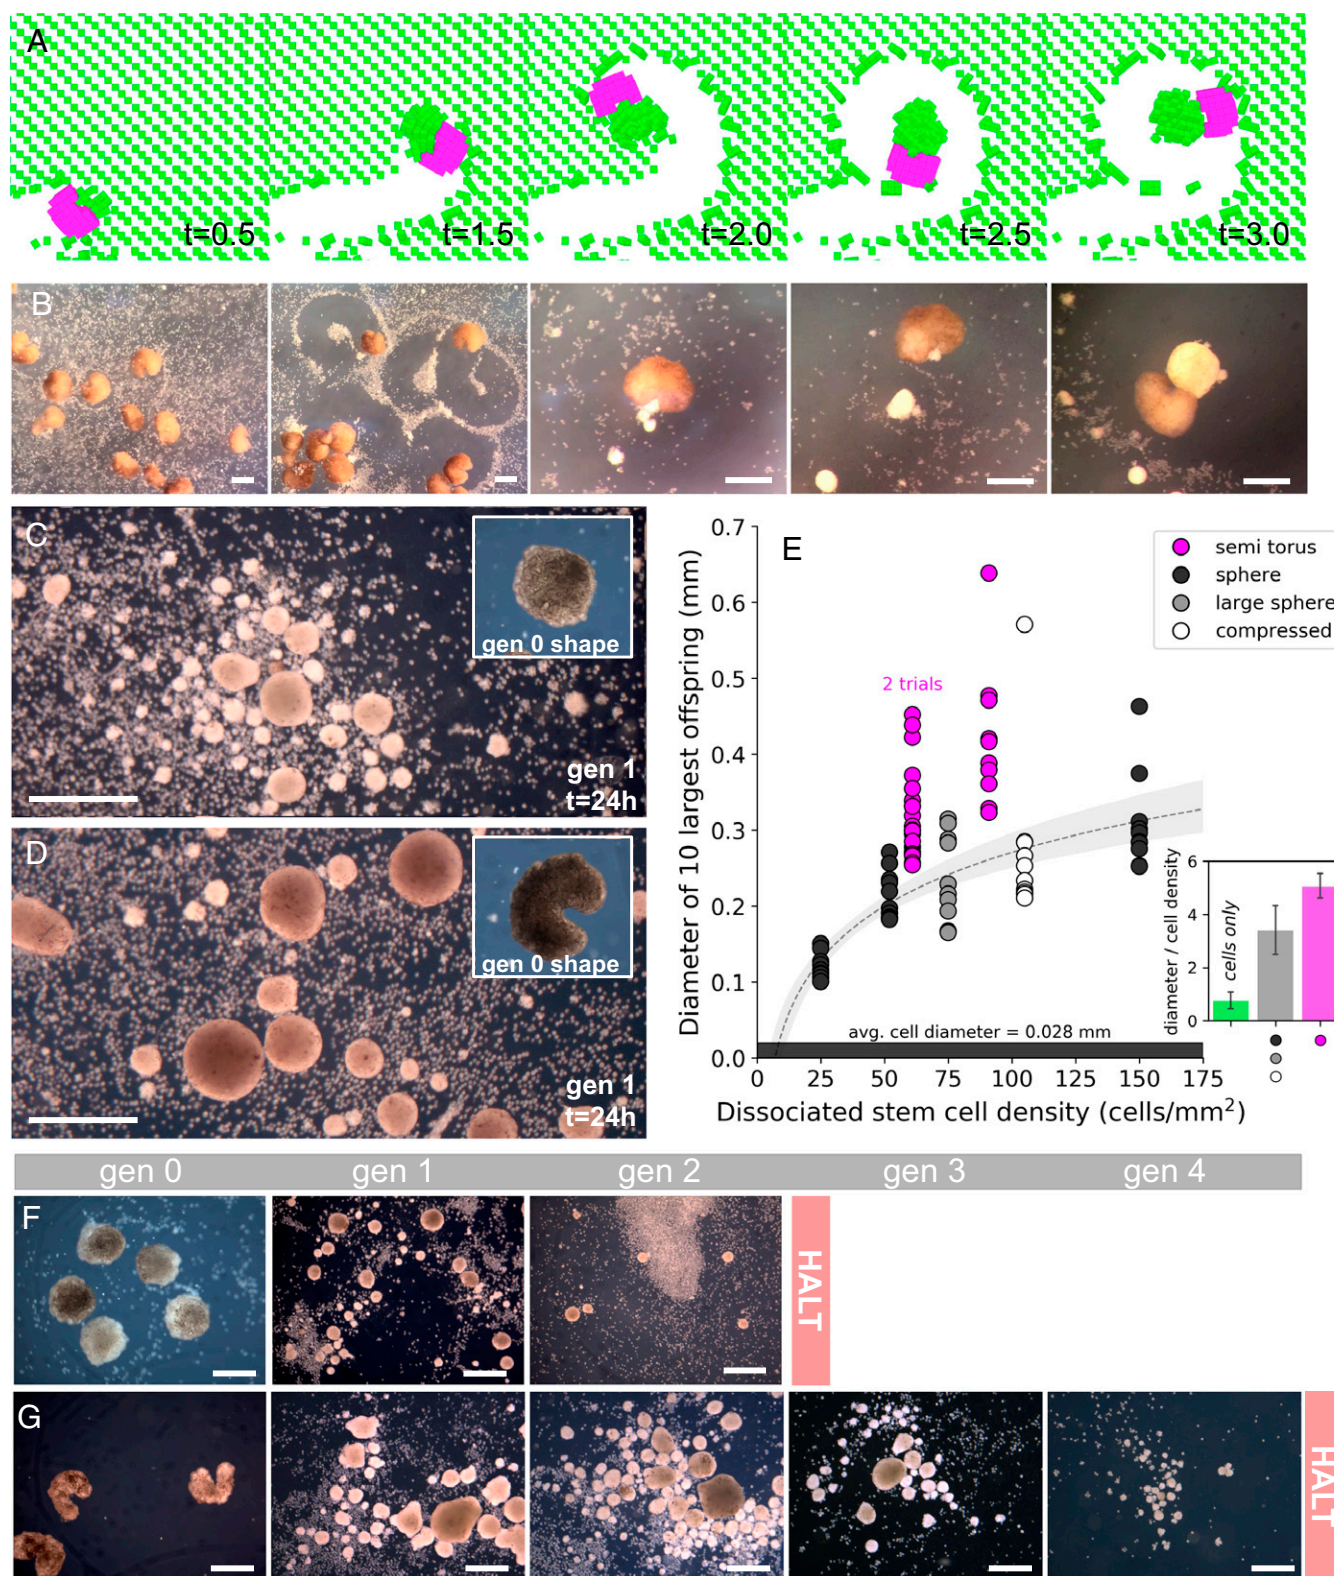 A
t=0.5
t=1.5
t=2.0
t=2.5
t=3.0
B
C
gen 0 shape
gen 1
t=24h
D
gen 0 shape
gen 1
t=24h
E
0.7
0.6
0.5
0.4
0.3
0.2
0.1
0.0
Diameter of 10 largest offspring (mm)
semi torus
sphere
large sphere
compressed
2 trials
avg. cell diameter = 0.028 mm
0 25 50 75 100 125 150 175
Dissociated stem cell density (cells/mm²)
6
4
2
0
diameter / cell density
cells only
gen 0 gen 1 gen 2 gen 3 gen 4
F
HALT
G
HALT